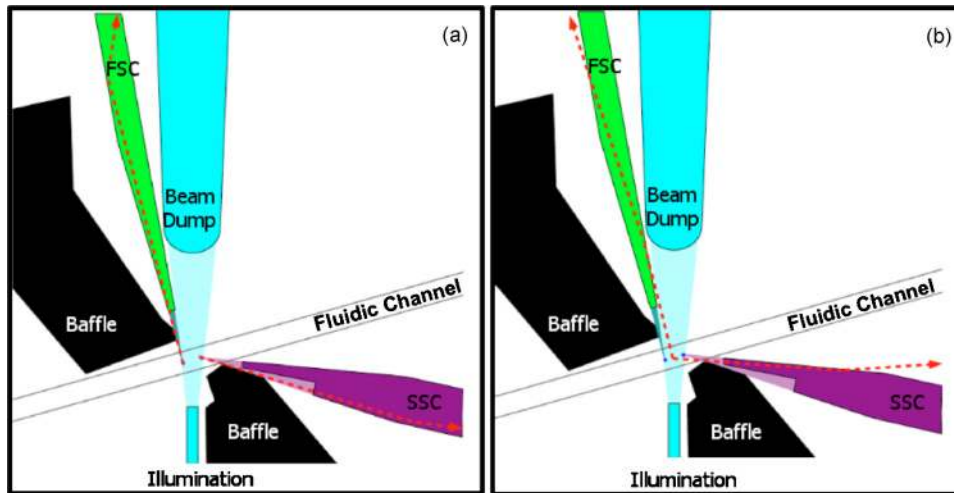 (a)
FSC
Beam
Dump
Baffle
Fluidic Channel
SSC
Baffle
Illumination
(b)
FSC
Beam
Dump
Baffle
Fluidic Channel
SSC
Baffle
Illumination